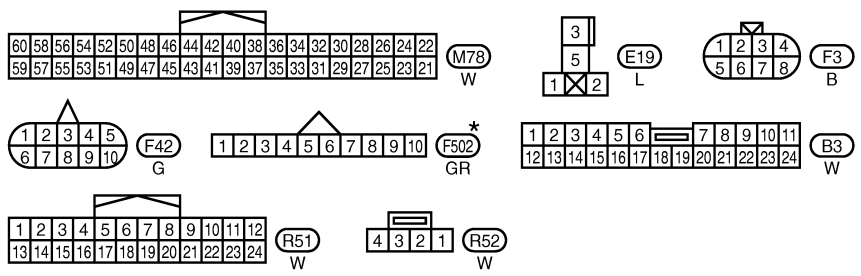 60 58 56 54 52 50 48 46 44 42 40 38 36 34 32 30 28 26 24 22
59 57 55 53 51 49 47 45 43 41 39 37 35 33 31 29 27 25 23 21
M78
W
3
5
1 2
E19
L
1 2 3 4
5 6 7 8
F3
B
1 2 3 4 5
6 7 8 9 10
F42
G
1 2 3 4 5 6 7 8 9 10
F502 *
GR
1 2 3 4 5 6 7 8 9 10 11
12 13 14 15 16 17 18 19 20 21 22 23 24
B3
W
1 2 3 4 5 6 7 8 9 10 11 12
13 14 15 16 17 18 19 20 21 22 23 24
R51
W
4 3 2 1
R52
W